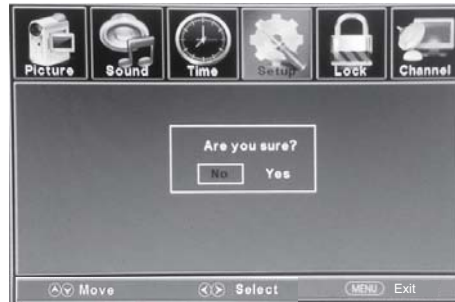 Picture Sound Time Setup Lock Channel
Are you sure?
No Yes
Move Select MENU Exit